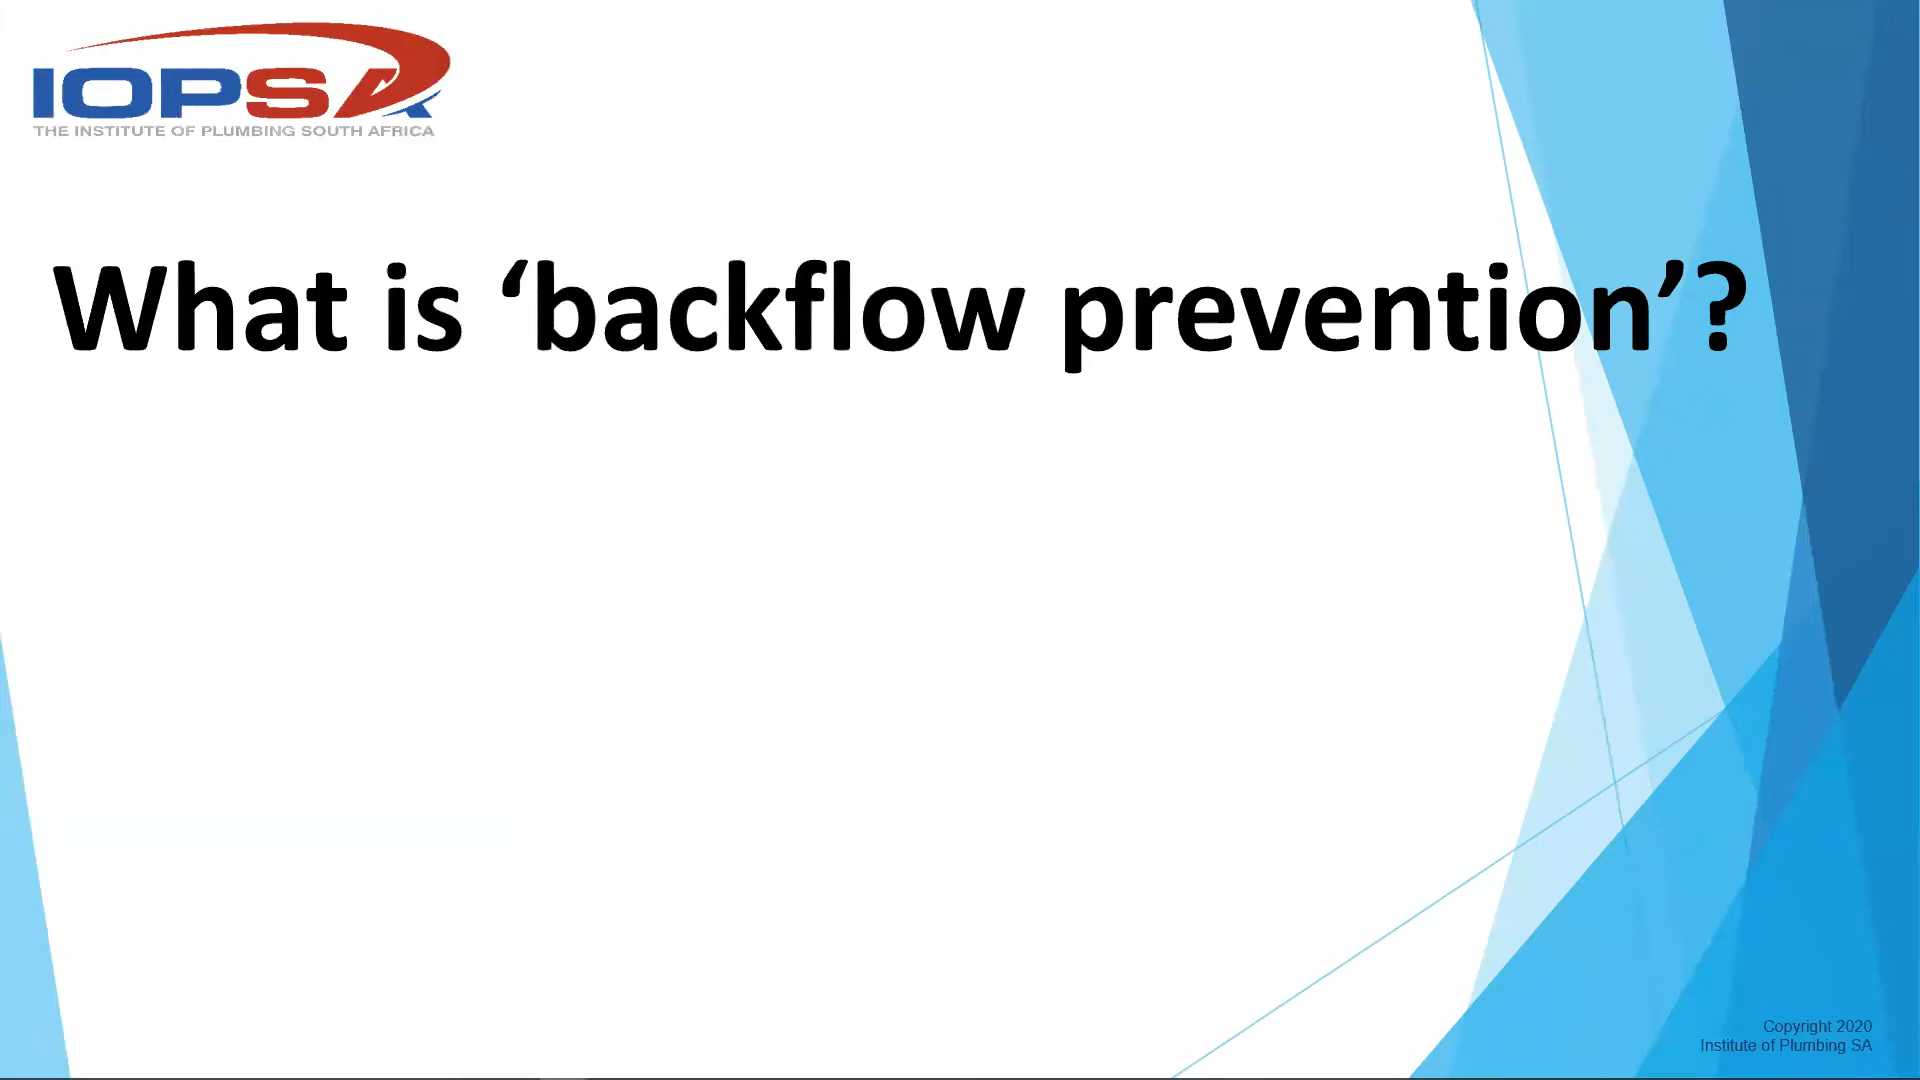 IOPSA
THE INSTITUTE OF PLUMBING SOUTH AFRICA
What is ‘backflow prevention’?
Copyright 2020
Institute of Plumbing SA